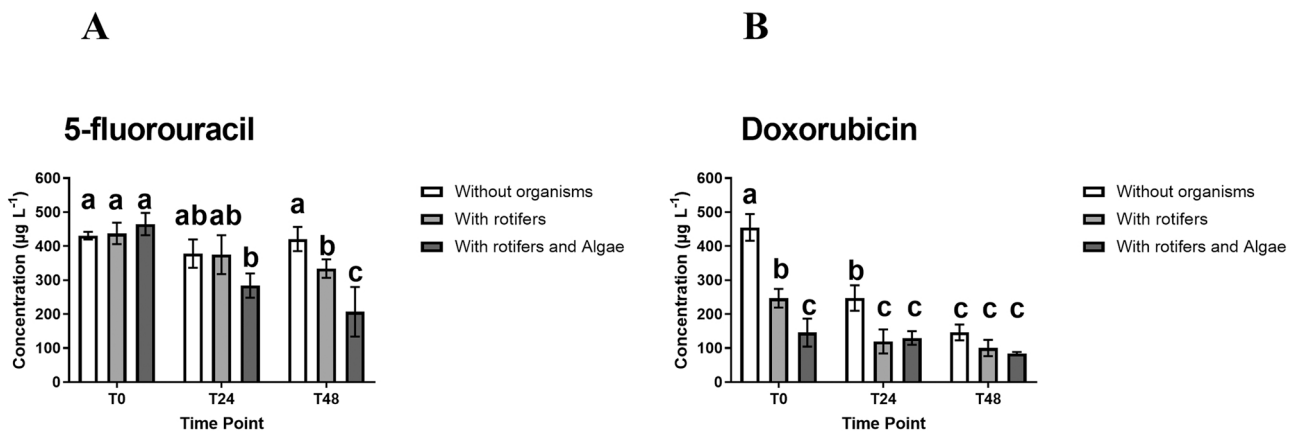 A
5-fluorouracil
600
500
400
300
200
100
0
Concentration (µg L⁻¹)
a a a
ab ab b
a b c
T0 T24 T48
Time Point
Without organisms
With rotifers
With rotifers and Algae
B
Doxorubicin
600
500
400
300
200
100
0
Concentration (µg L⁻¹)
a b c
b c c
c c c
T0 T24 T48
Time Point
Without organisms
With rotifers
With rotifers and Algae